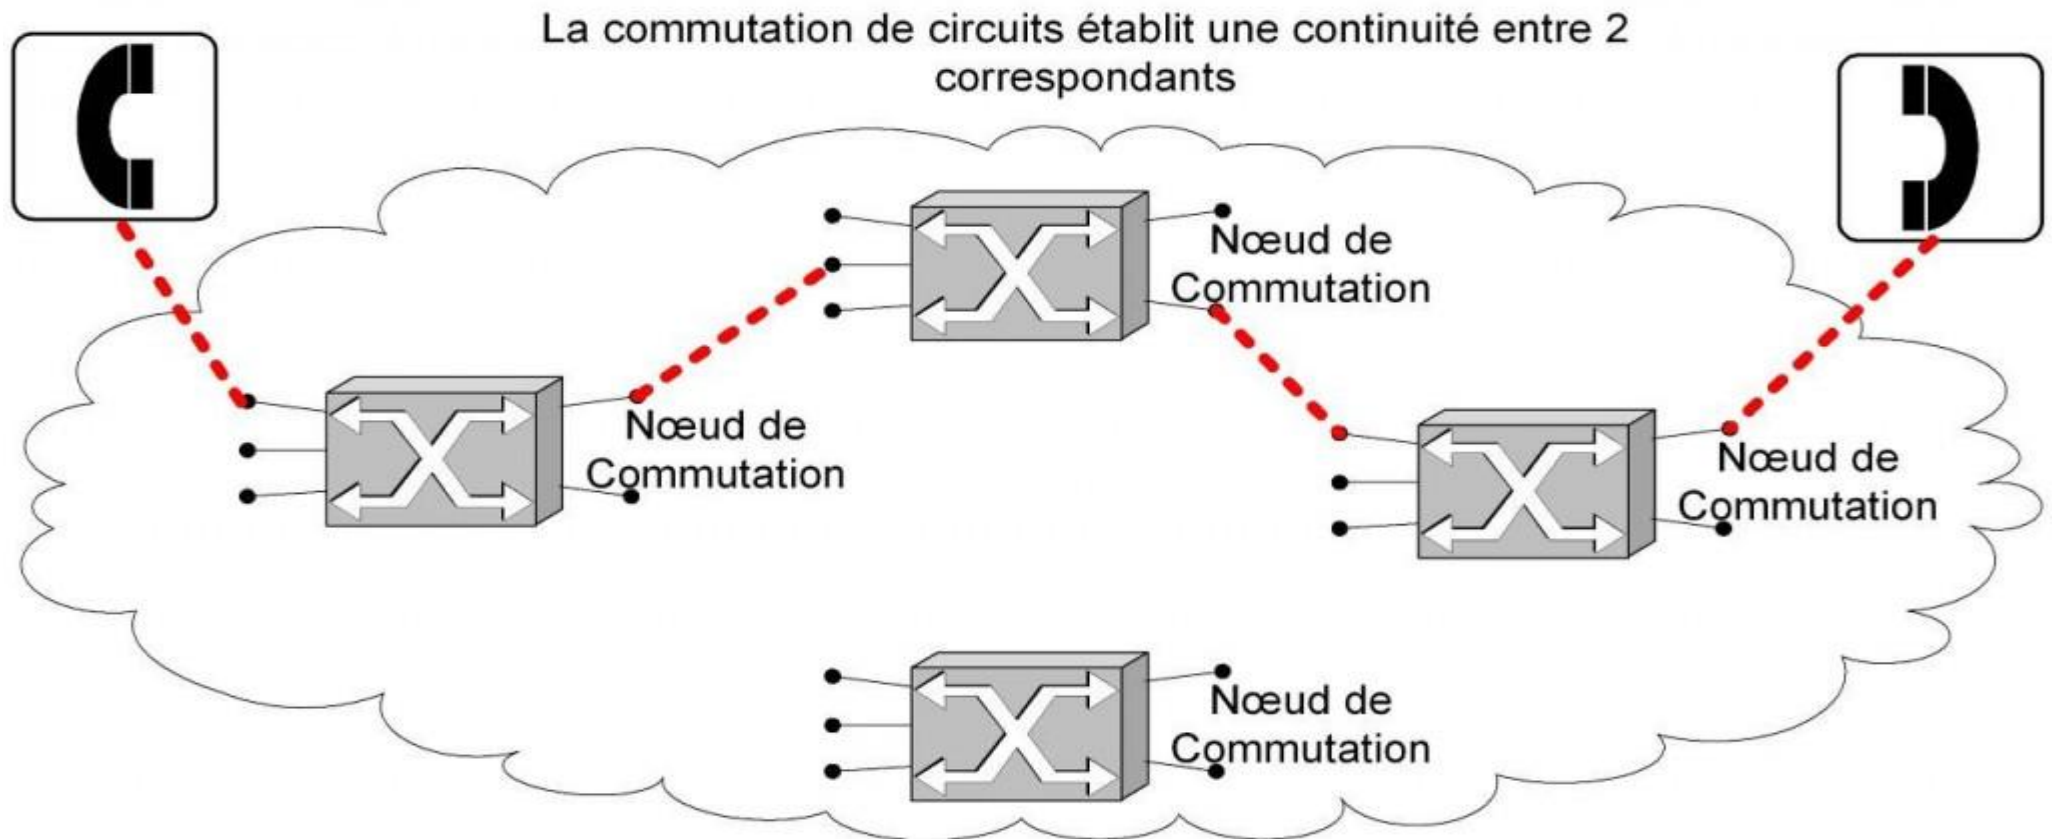 La commutation de circuits établit une continuité entre 2
correspondants
Nœud de
Commutation
Nœud de
Commutation
Nœud de
Commutation
Nœud de
Commutation